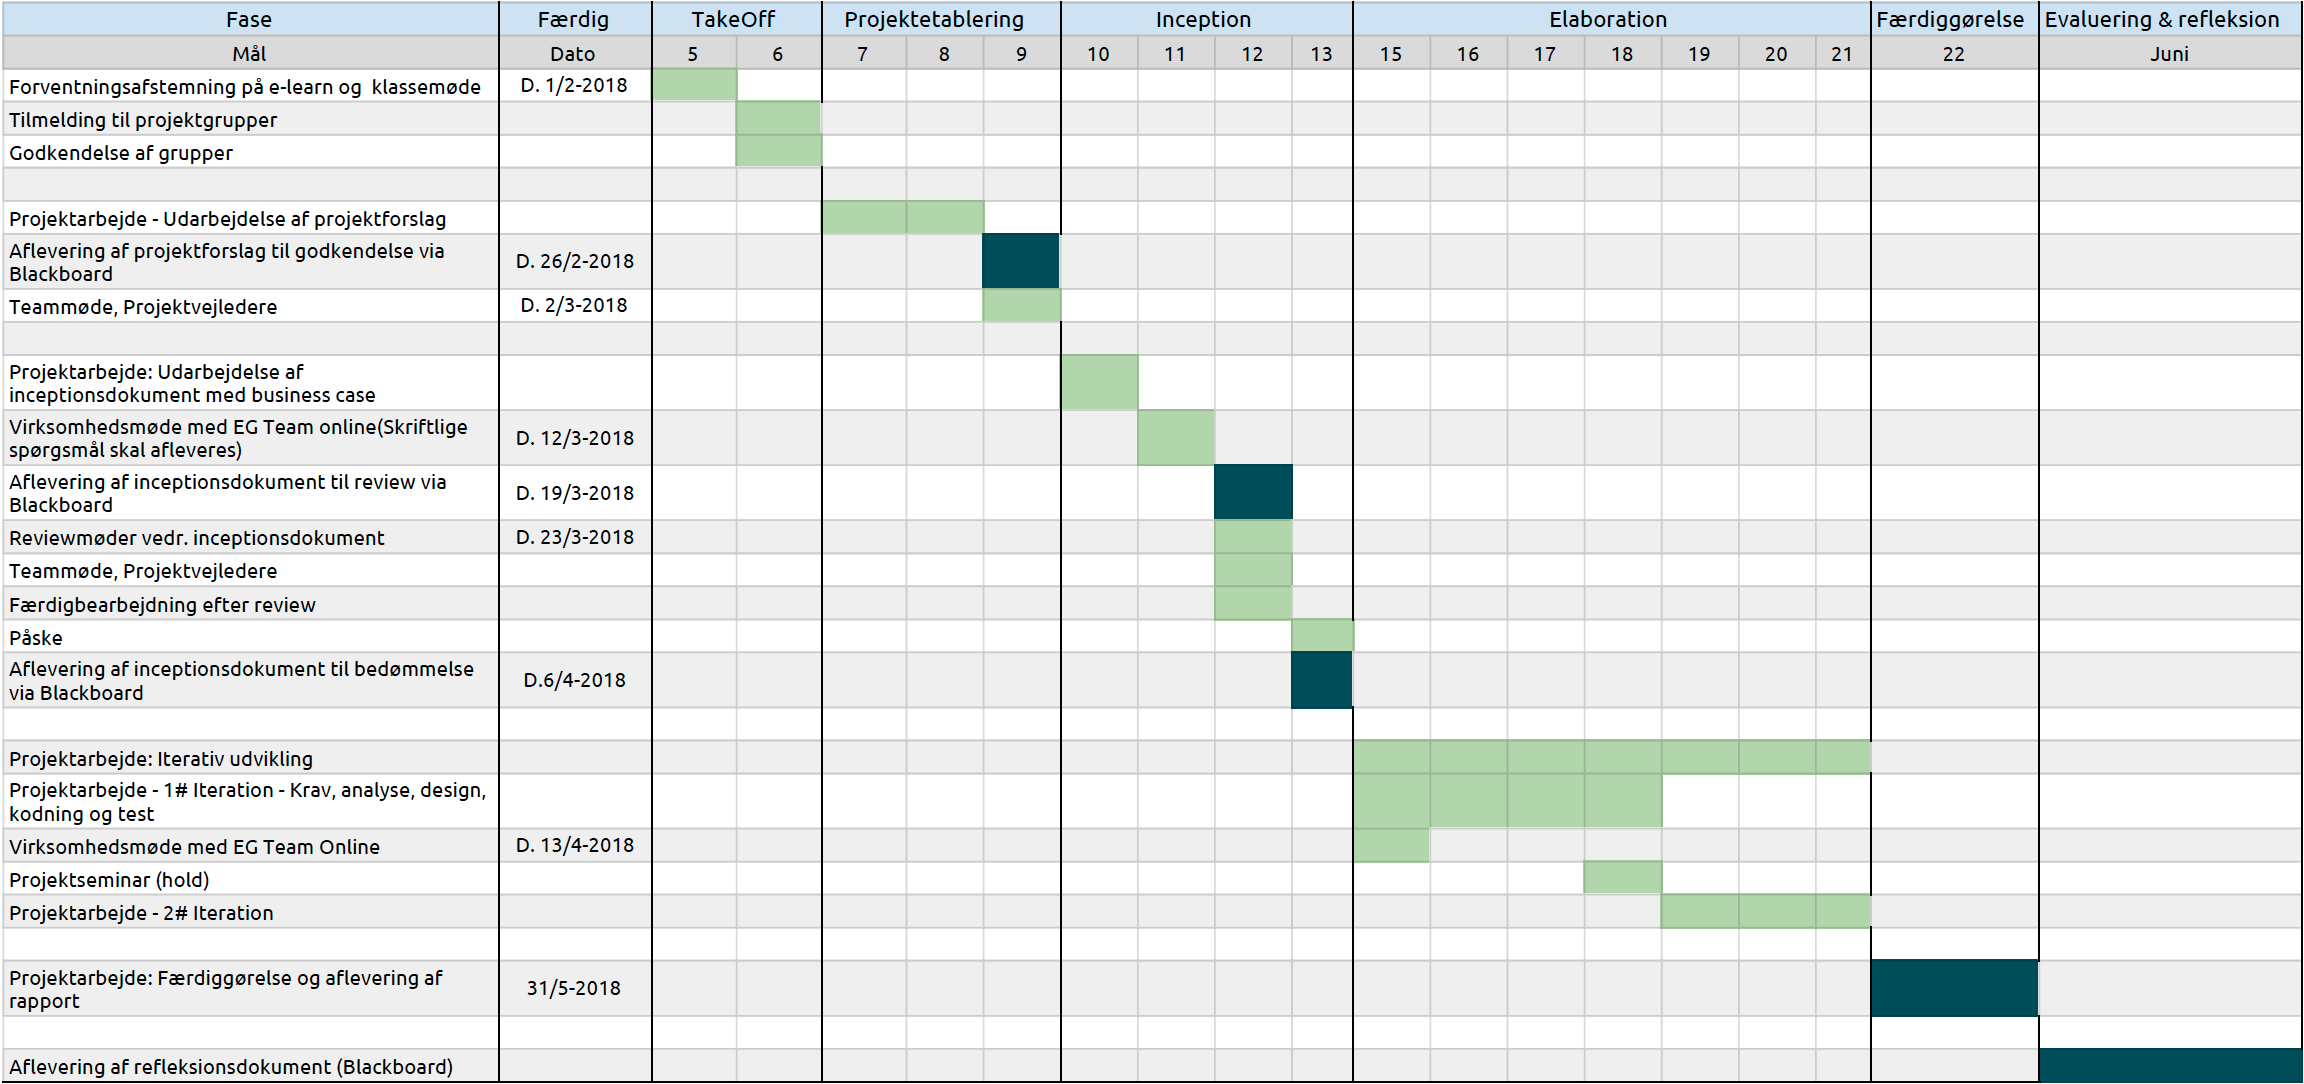 Fase Færdig TakeOff Projektetablering Inception Elaboration Færdiggørelse Evaluering & refleksion
Mål Dato 5 6 7 8 9 10 11 12 13 15 16 17 18 19 20 21 22 Juni
Forventningsafstemning på e-learn og  klassemøde D. 1/2-2018
Tilmelding til projektgrupper
Godkendelse af grupper
Projektarbejde - Udarbejdelse af projektforslag
Aflevering af projektforslag til godkendelse via
Blackboard
D. 26/2-2018
Teammøde, Projektvejledere D. 2/3-2018
Projektarbejde: Udarbejdelse af
inceptionsdokument med business case
Virksomhedsmøde med EG Team online(Skriftlige
spørgsmål skal afleveres)
D. 12/3-2018
Aflevering af inceptionsdokument til review via
Blackboard
D. 19/3-2018
Reviewmøder vedr. inceptionsdokument D. 23/3-2018
Teammøde, Projektvejledere
Færdigbearbejdning efter review
Påske
Aflevering af inceptionsdokument til bedømmelse
via Blackboard
D.6/4-2018
Projektarbejde: Iterativ udvikling
Projektarbejde - 1# Iteration - Krav, analyse, design,
kodning og test
Virksomhedsmøde med EG Team Online D. 13/4-2018
Projektseminar (hold)
Projektarbejde - 2# Iteration
Projektarbejde: Færdiggørelse og aflevering af
rapport
31/5-2018
Aflevering af refleksionsdokument (Blackboard)